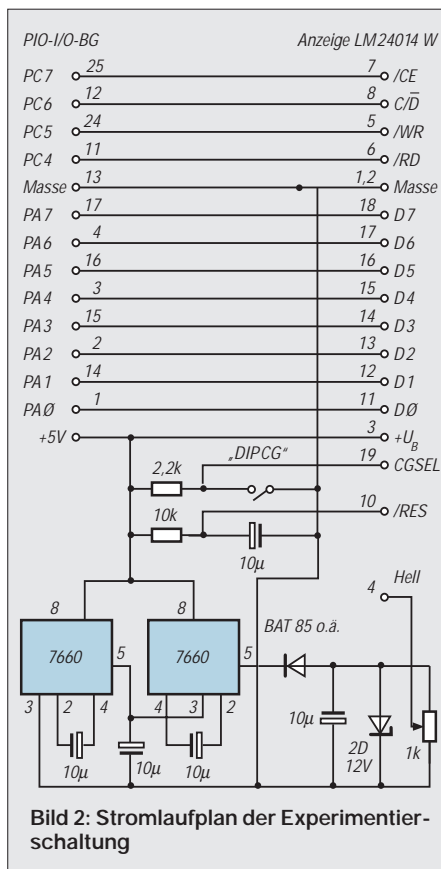 PIO-I/O-BG Anzeige LM24014 W
PC7 25 7 /CE
PC6 12 8 C/D̅
PC5 24 5 /WR
PC4 11 6 /RD
Masse 13 1,2 Masse
PA7 17 18 D7
PA6 4 17 D6
PA5 16 16 D5
PA4 3 15 D4
PA3 15 14 D3
PA2 2 13 D2
PA1 14 12 D1
PAØ 1 11 DØ
+5V 3 +U_B
2,2k „DIPCG“ 19 CGSEL
10k 10 /RES
10µ
4 Hell
8 8 BAT 85 o.ä.
7660 5 7660 5
3 2 4 4 3 2
10µ 10µ 10µ 10µ 2D 12V 1k
Bild 2: Stromlaufplan der Experimentier-
schaltung